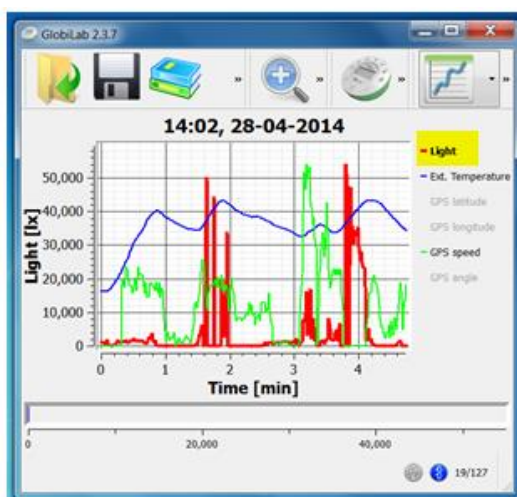 GlobiLab 2.3.7
» » » »
14:02, 28-04-2014
Light [lx]
50,000
40,000
30,000
20,000
10,000
0
0 1 2 3 4
Time [min]
Light
Ext. Temperature
GPS latitude
GPS longitude
GPS speed
GPS angle
0 20,000 40,000
19/127